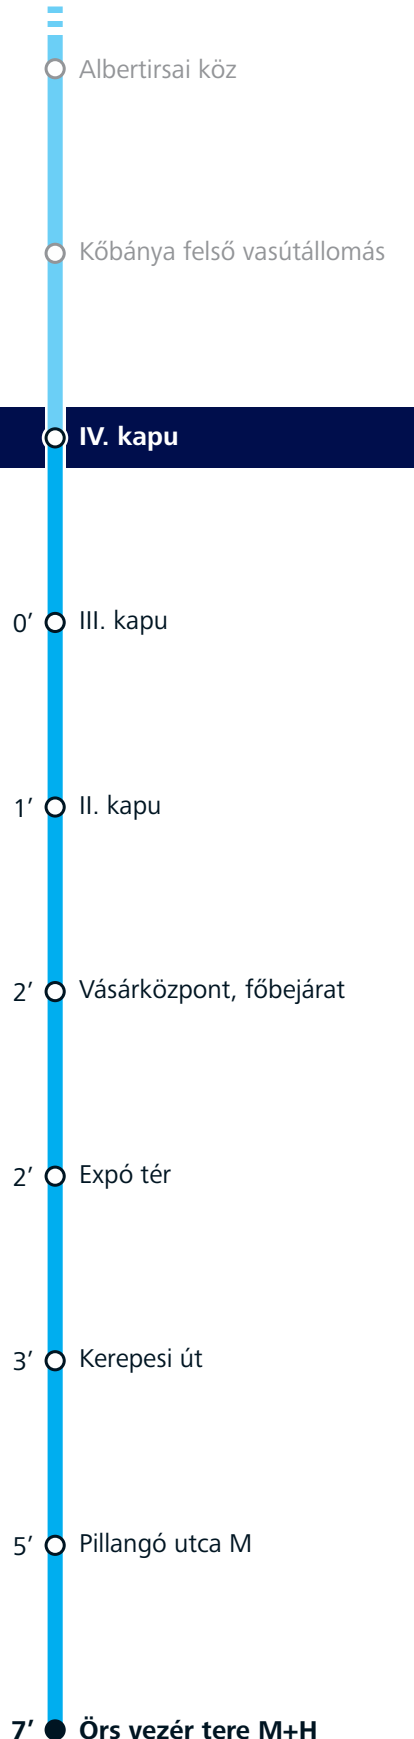 Albertirsai köz
Kőbánya felső vasútállomás
IV. kapu
0’ III. kapu
1’ II. kapu
2’ Vásárközpont, főbejárat
2’ Expó tér
3’ Kerepesi út
5’ Pillangó utca M
7’ Örs vezér tere M+H